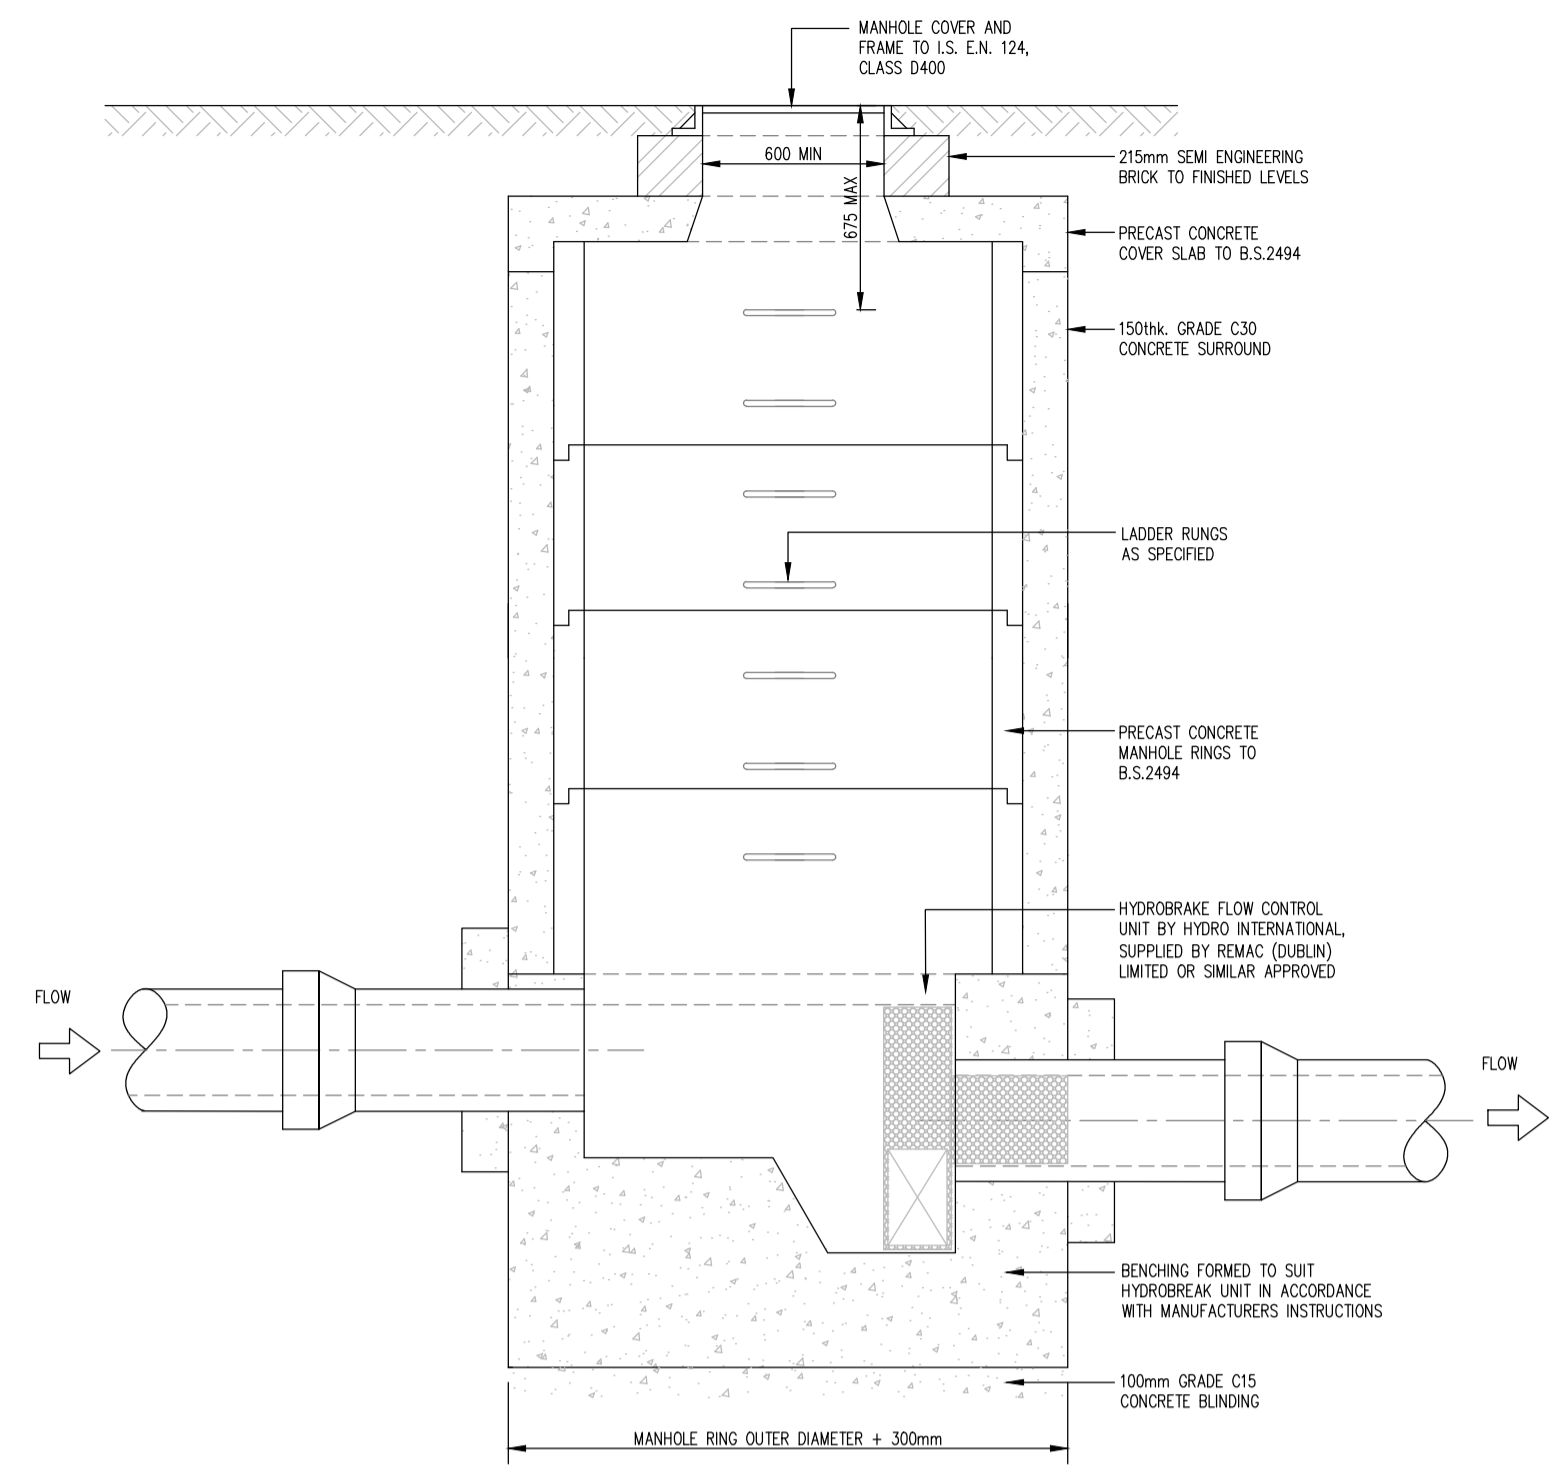 MANHOLE COVER AND
FRAME TO I.S. E.N. 124,
CLASS D400
600 MIN
675 MAX
215mm SEMI ENGINEERING
BRICK TO FINISHED LEVELS
PRECAST CONCRETE
COVER SLAB TO B.S.2494
150thk. GRADE C30
CONCRETE SURROUND
LADDER RUNGS
AS SPECIFIED
PRECAST CONCRETE
MANHOLE RINGS TO
B.S.2494
HYDROBRAKE FLOW CONTROL
UNIT BY HYDRO INTERNATIONAL,
SUPPLIED BY REMAC (DUBLIN)
LIMITED OR SIMILAR APPROVED
FLOW
FLOW
BENCHING FORMED TO SUIT
HYDROBREAK UNIT IN ACCORDANCE
WITH MANUFACTURERS INSTRUCTIONS
100mm GRADE C15
CONCRETE BLINDING
MANHOLE RING OUTER DIAMETER + 300mm